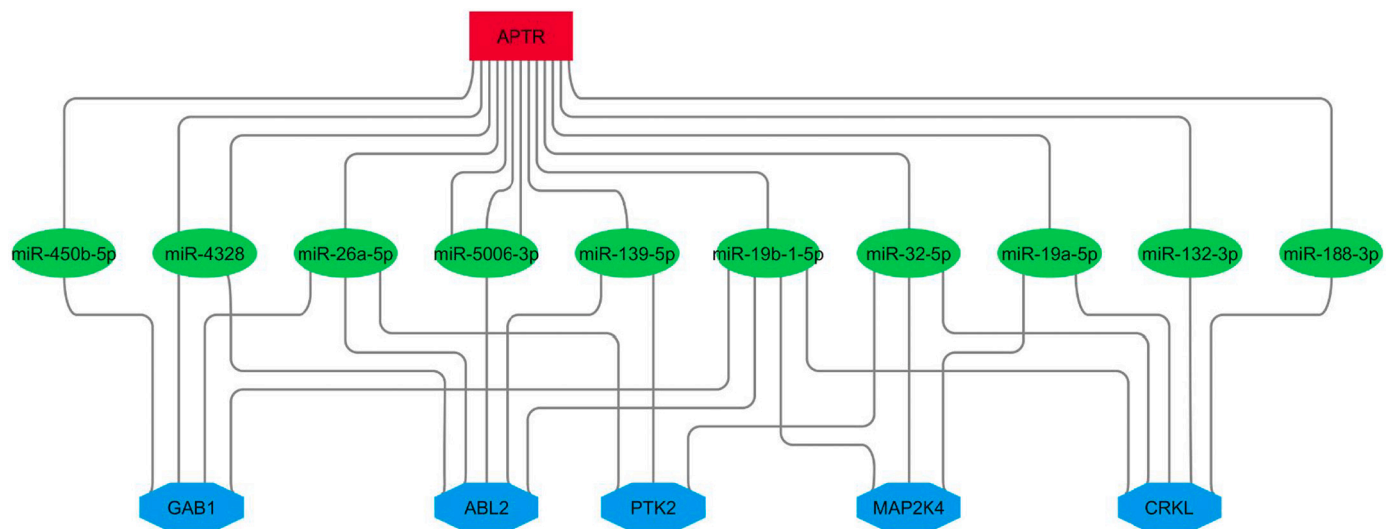 APTR
miR-450b-5p
miR-4328
miR-26a-5p
miR-5006-3p
miR-139-5p
miR-19b-1-5p
miR-32-5p
miR-19a-5p
miR-132-3p
miR-188-3p
GAB1
ABL2
PTK2
MAP2K4
CRKL